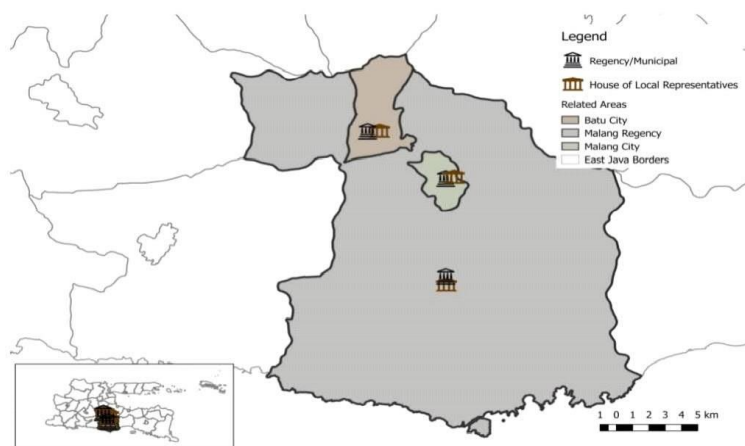 Legend
Regency/Municipal
House of Local Representatives
Related Areas
Batu City
Malang Regency
Malang City
East Java Borders
1 0 1 2 3 4 5 km